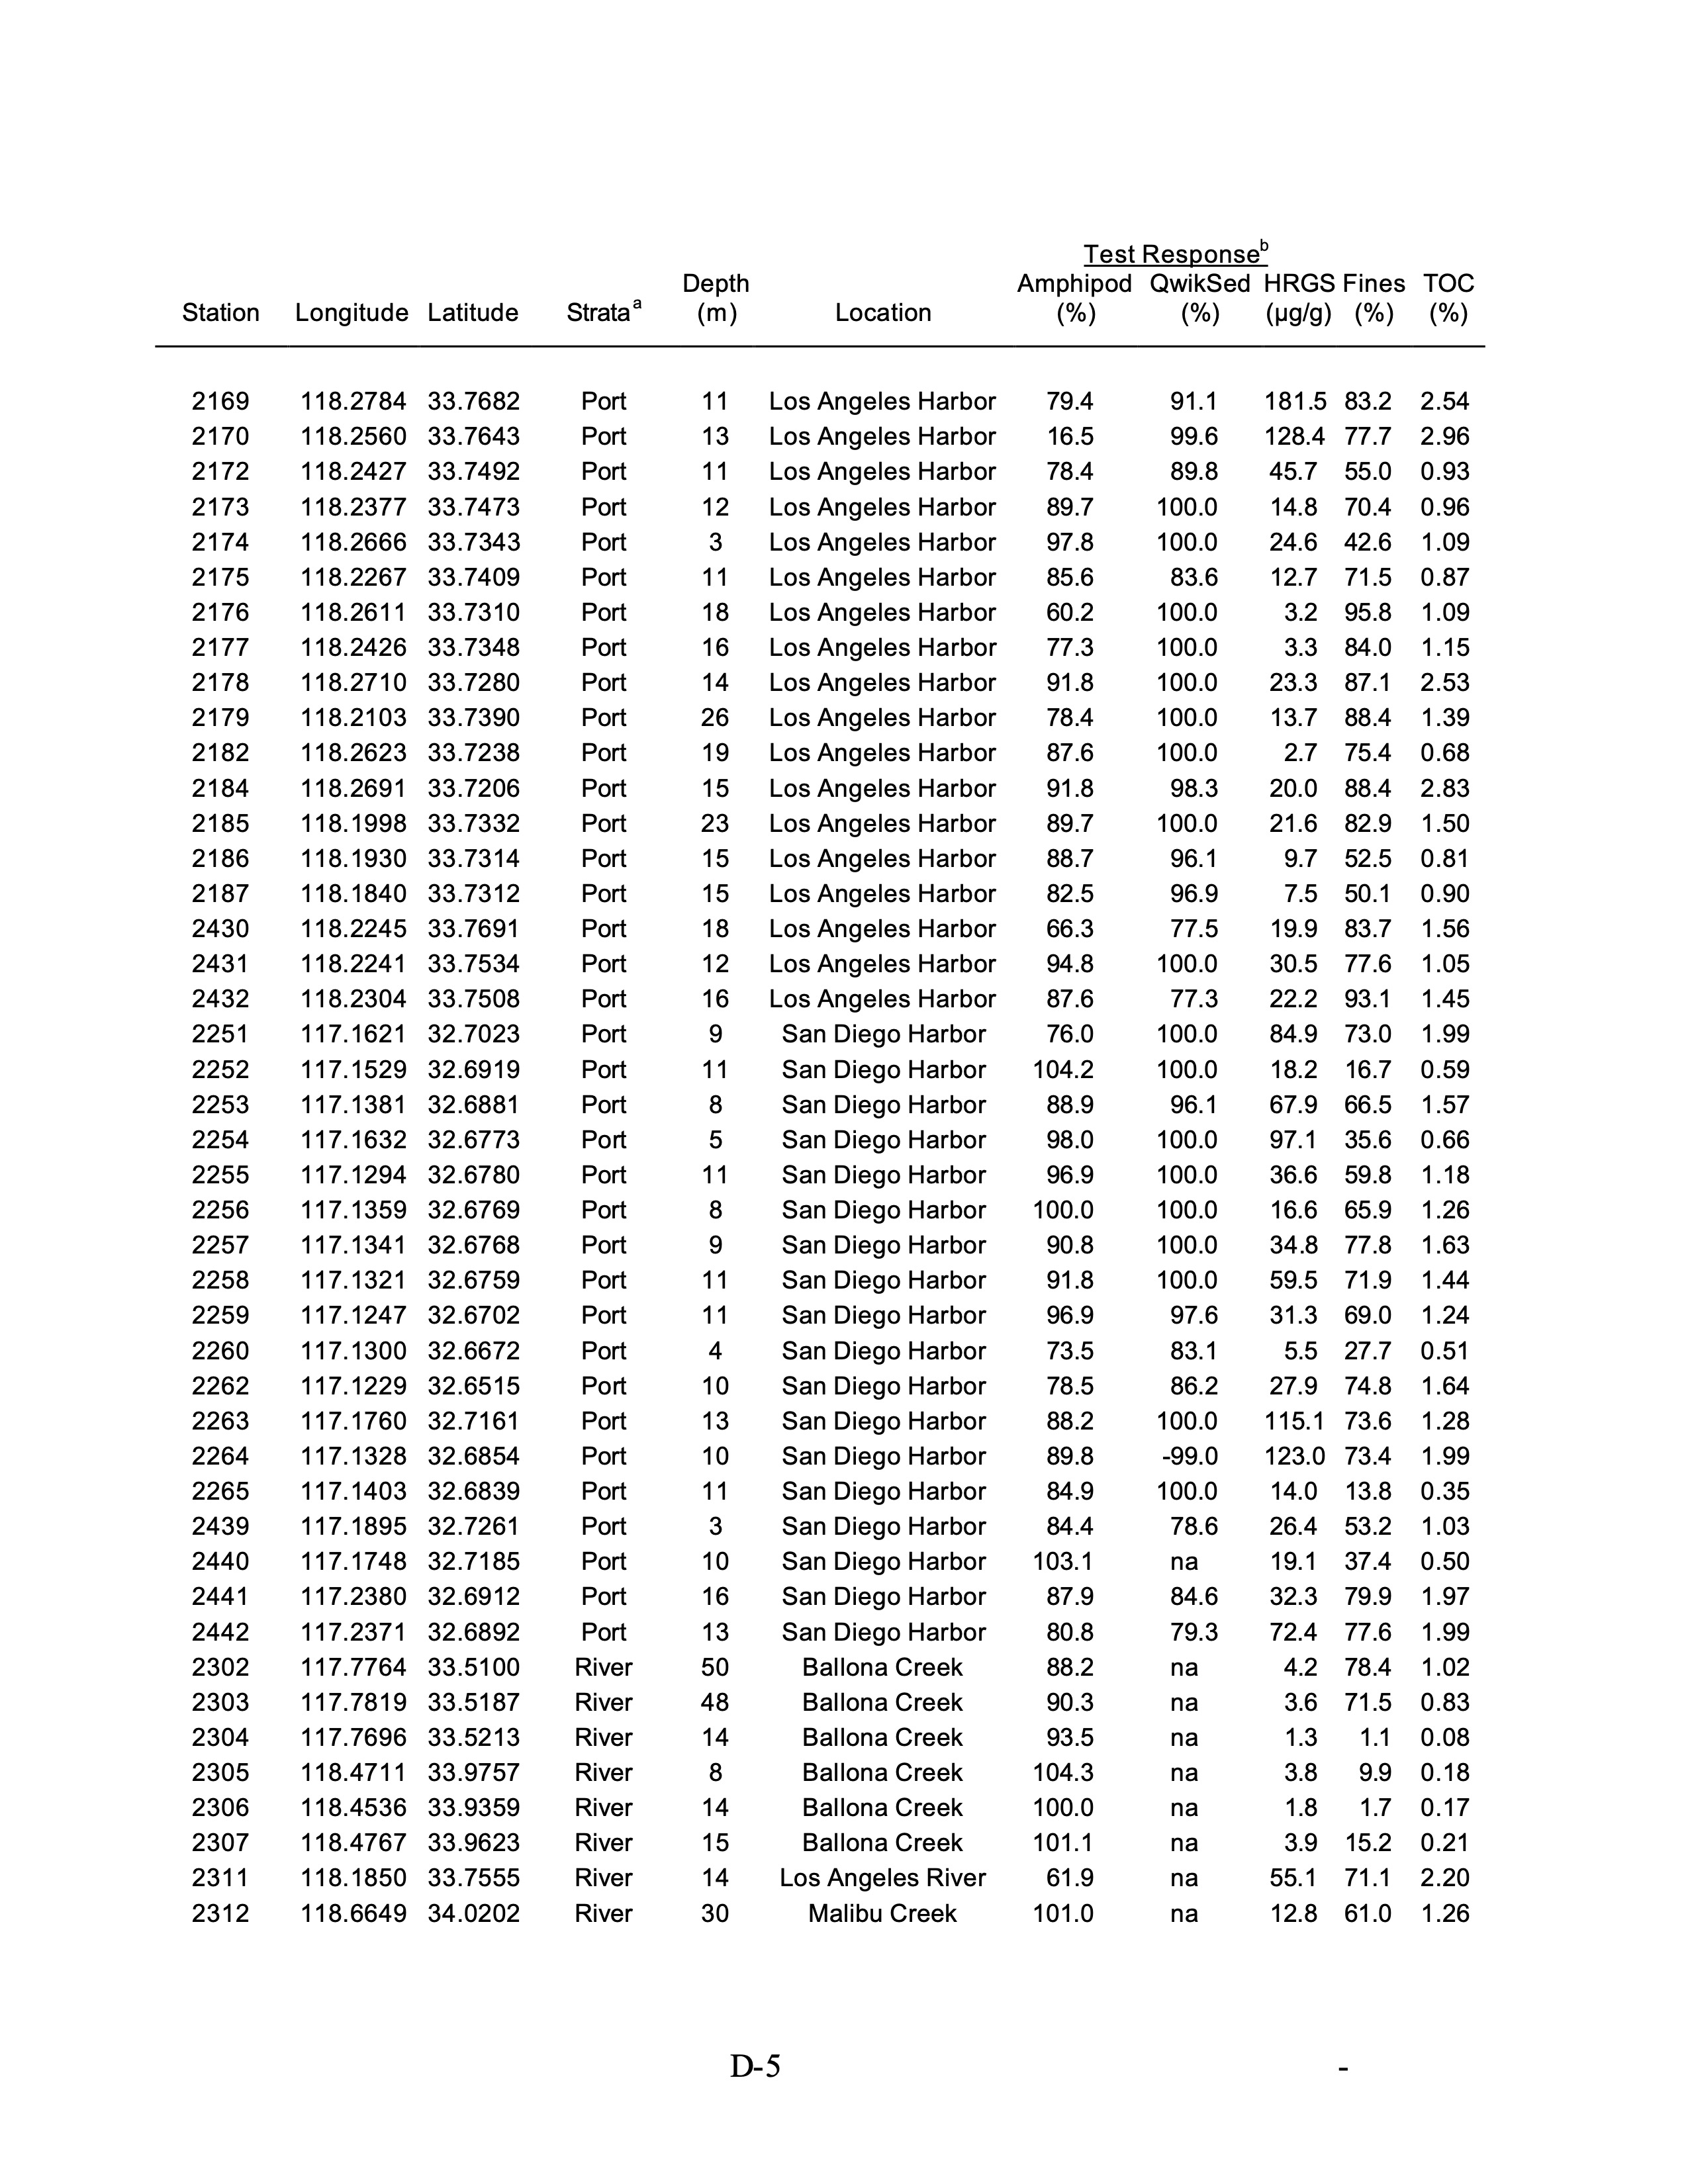 Test Responseb
Depth Amphipod QwikSed HRGS Fines TOC
Station Longitude Latitude Strataa (m) Location (%) (%) (µg/g) (%) (%)
2169 118.2784 33.7682 Port 11 Los Angeles Harbor 79.4 91.1 181.5 83.2 2.54
2170 118.2560 33.7643 Port 13 Los Angeles Harbor 16.5 99.6 128.4 77.7 2.96
2172 118.2427 33.7492 Port 11 Los Angeles Harbor 78.4 89.8 45.7 55.0 0.93
2173 118.2377 33.7473 Port 12 Los Angeles Harbor 89.7 100.0 14.8 70.4 0.96
2174 118.2666 33.7343 Port 3 Los Angeles Harbor 97.8 100.0 24.6 42.6 1.09
2175 118.2267 33.7409 Port 11 Los Angeles Harbor 85.6 83.6 12.7 71.5 0.87
2176 118.2611 33.7310 Port 18 Los Angeles Harbor 60.2 100.0 3.2 95.8 1.09
2177 118.2426 33.7348 Port 16 Los Angeles Harbor 77.3 100.0 3.3 84.0 1.15
2178 118.2710 33.7280 Port 14 Los Angeles Harbor 91.8 100.0 23.3 87.1 2.53
2179 118.2103 33.7390 Port 26 Los Angeles Harbor 78.4 100.0 13.7 88.4 1.39
2182 118.2623 33.7238 Port 19 Los Angeles Harbor 87.6 100.0 2.7 75.4 0.68
2184 118.2691 33.7206 Port 15 Los Angeles Harbor 91.8 98.3 20.0 88.4 2.83
2185 118.1998 33.7332 Port 23 Los Angeles Harbor 89.7 100.0 21.6 82.9 1.50
2186 118.1930 33.7314 Port 15 Los Angeles Harbor 88.7 96.1 9.7 52.5 0.81
2187 118.1840 33.7312 Port 15 Los Angeles Harbor 82.5 96.9 7.5 50.1 0.90
2430 118.2245 33.7691 Port 18 Los Angeles Harbor 66.3 77.5 19.9 83.7 1.56
2431 118.2241 33.7534 Port 12 Los Angeles Harbor 94.8 100.0 30.5 77.6 1.05
2432 118.2304 33.7508 Port 16 Los Angeles Harbor 87.6 77.3 22.2 93.1 1.45
2251 117.1621 32.7023 Port 9 San Diego Harbor 76.0 100.0 84.9 73.0 1.99
2252 117.1529 32.6919 Port 11 San Diego Harbor 104.2 100.0 18.2 16.7 0.59
2253 117.1381 32.6881 Port 8 San Diego Harbor 88.9 96.1 67.9 66.5 1.57
2254 117.1632 32.6773 Port 5 San Diego Harbor 98.0 100.0 97.1 35.6 0.66
2255 117.1294 32.6780 Port 11 San Diego Harbor 96.9 100.0 36.6 59.8 1.18
2256 117.1359 32.6769 Port 8 San Diego Harbor 100.0 100.0 16.6 65.9 1.26
2257 117.1341 32.6768 Port 9 San Diego Harbor 90.8 100.0 34.8 77.8 1.63
2258 117.1321 32.6759 Port 11 San Diego Harbor 91.8 100.0 59.5 71.9 1.44
2259 117.1247 32.6702 Port 11 San Diego Harbor 96.9 97.6 31.3 69.0 1.24
2260 117.1300 32.6672 Port 4 San Diego Harbor 73.5 83.1 5.5 27.7 0.51
2262 117.1229 32.6515 Port 10 San Diego Harbor 78.5 86.2 27.9 74.8 1.64
2263 117.1760 32.7161 Port 13 San Diego Harbor 88.2 100.0 115.1 73.6 1.28
2264 117.1328 32.6854 Port 10 San Diego Harbor 89.8 -99.0 123.0 73.4 1.99
2265 117.1403 32.6839 Port 11 San Diego Harbor 84.9 100.0 14.0 13.8 0.35
2439 117.1895 32.7261 Port 3 San Diego Harbor 84.4 78.6 26.4 53.2 1.03
2440 117.1748 32.7185 Port 10 San Diego Harbor 103.1 na 19.1 37.4 0.50
2441 117.2380 32.6912 Port 16 San Diego Harbor 87.9 84.6 32.3 79.9 1.97
2442 117.2371 32.6892 Port 13 San Diego Harbor 80.8 79.3 72.4 77.6 1.99
2302 117.7764 33.5100 River 50 Ballona Creek 88.2 na 4.2 78.4 1.02
2303 117.7819 33.5187 River 48 Ballona Creek 90.3 na 3.6 71.5 0.83
2304 117.7696 33.5213 River 14 Ballona Creek 93.5 na 1.3 1.1 0.08
2305 118.4711 33.9757 River 8 Ballona Creek 104.3 na 3.8 9.9 0.18
2306 118.4536 33.9359 River 14 Ballona Creek 100.0 na 1.8 1.7 0.17
2307 118.4767 33.9623 River 15 Ballona Creek 101.1 na 3.9 15.2 0.21
2311 118.1850 33.7555 River 14 Los Angeles River 61.9 na 55.1 71.1 2.20
2312 118.6649 34.0202 River 30 Malibu Creek 101.0 na 12.8 61.0 1.26
D-5 -